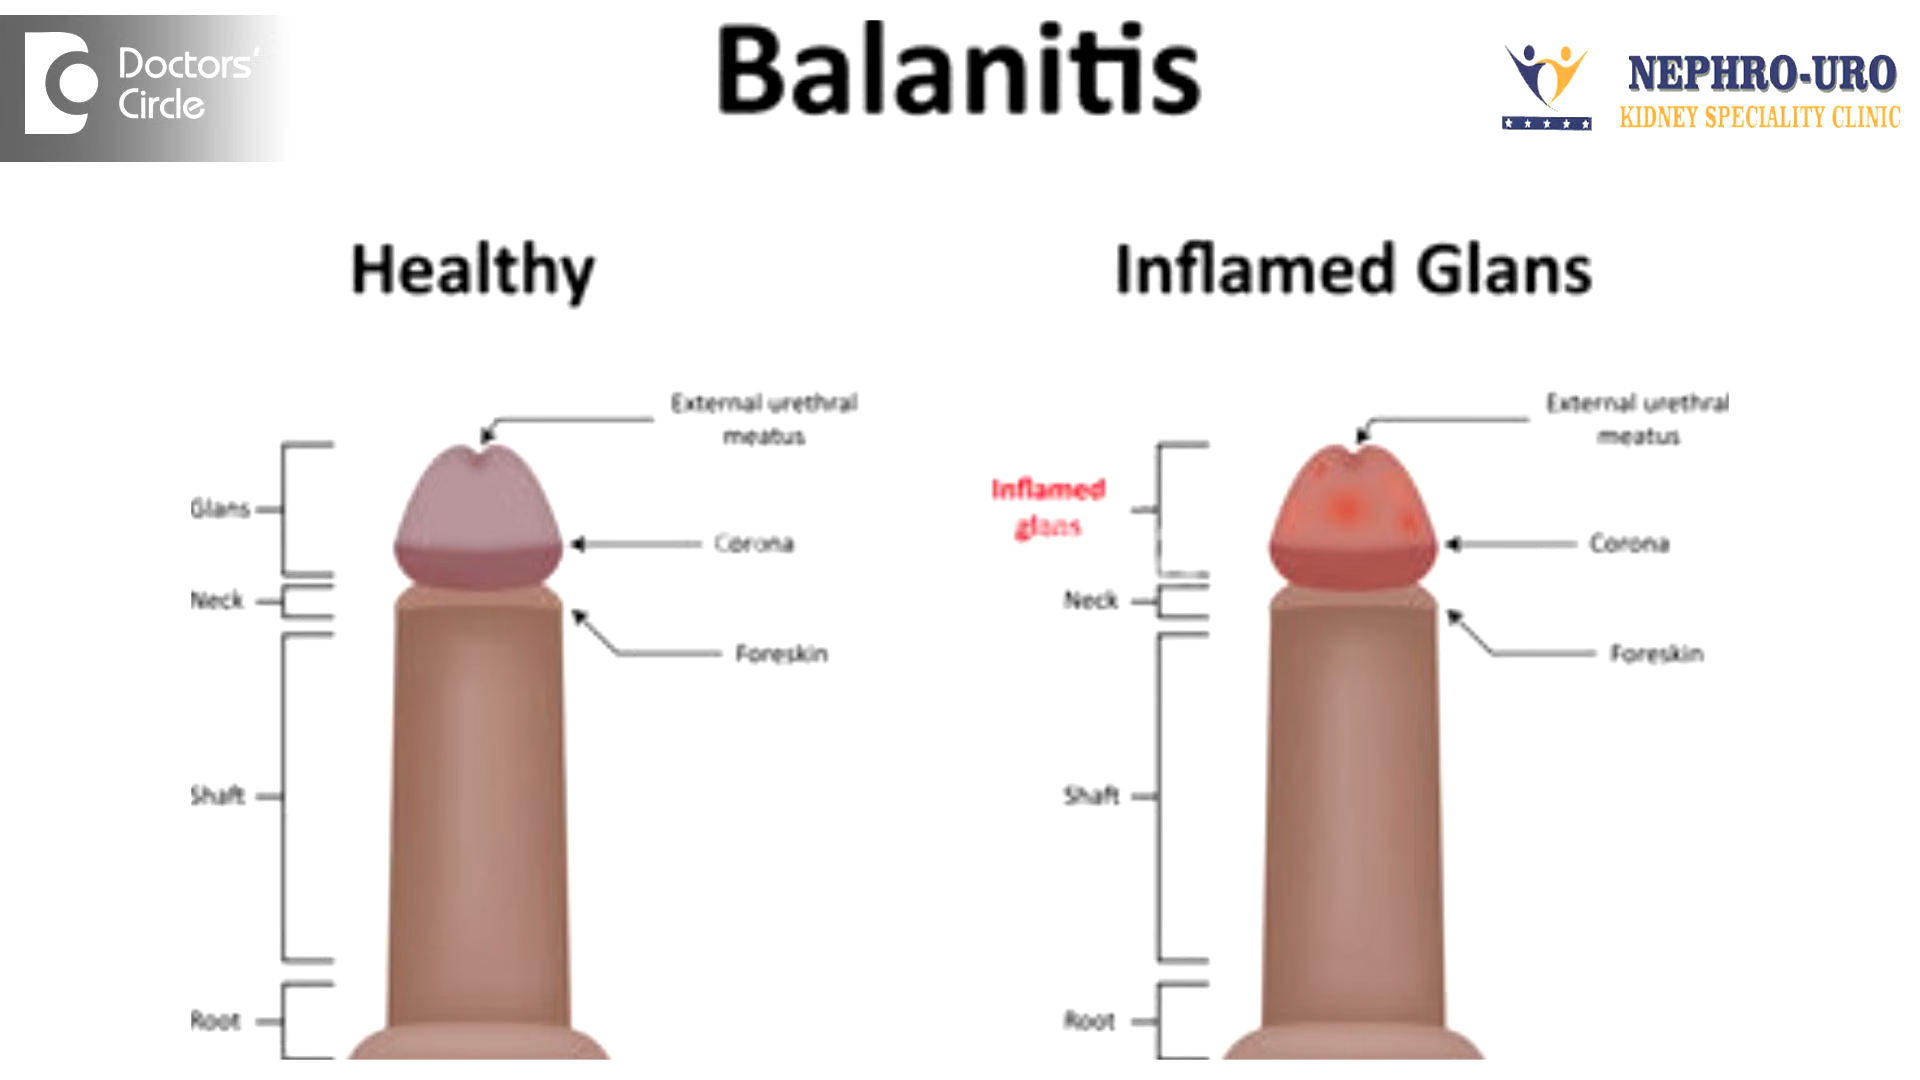 Doctors'
Circle
Balanitis
NEPHRO-URO
KIDNEY SPECIALITY CLINIC
Healthy
Inflamed Glans
External urethral
meatus
Glans
Corona
Neck
Foreskin
Shaft
Root
External urethral
meatus
Inflamed
glans
Corona
Neck
Foreskin
Shaft
Root